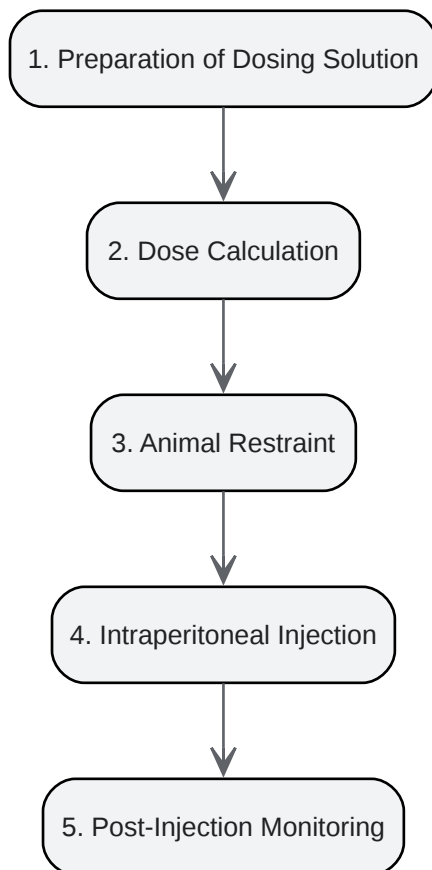 1. Preparation of Dosing Solution
2. Dose Calculation
3. Animal Restraint
4. Intraperitoneal Injection
5. Post-Injection Monitoring